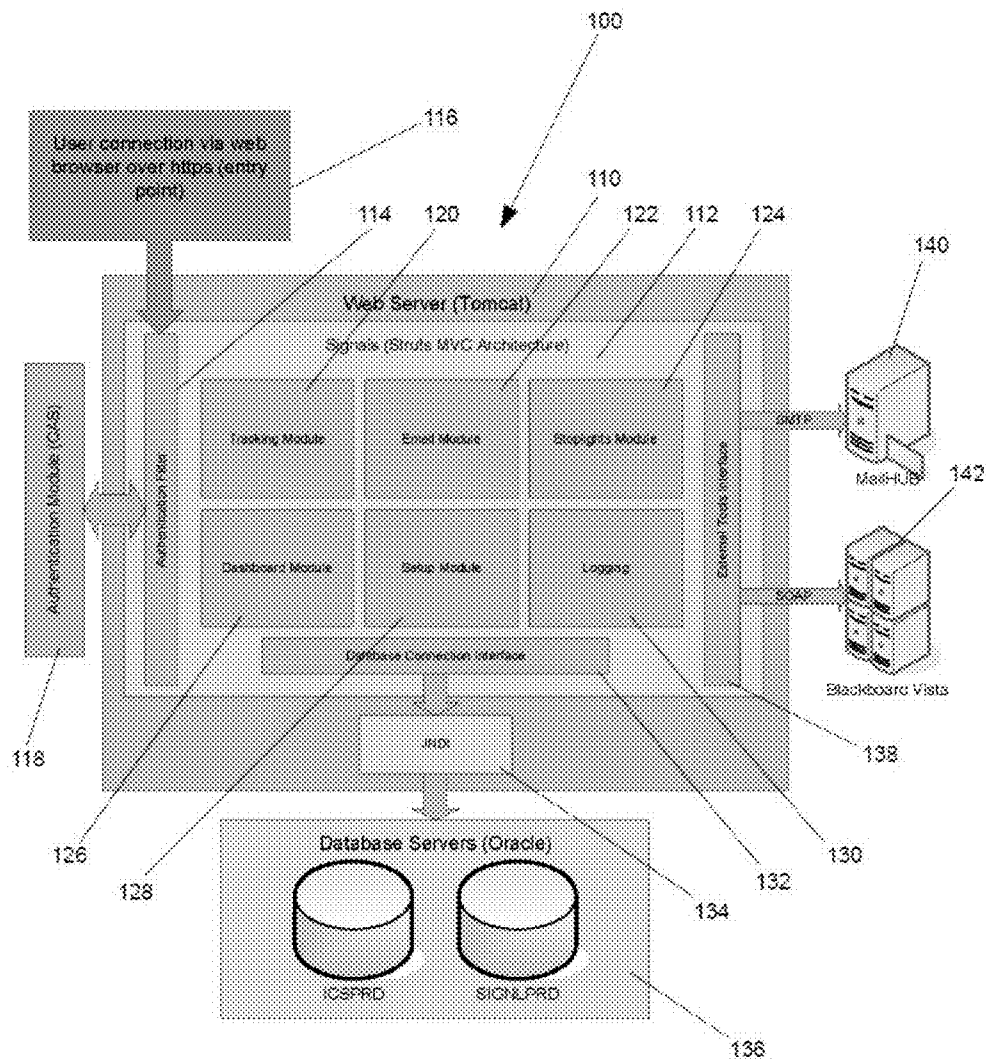 100
User connection via web
browser over https (entry
point)
116
110
114
120
122
112
124
140
Web Server (Tomcat)
Signals (Struts MVC Architecture)
Authentication Module (CAS)
Authentication Filter
Tracking Module
Email Module
Stoplights Module
External Tools Interface
SMTP
MailHUB
142
Dashboard Module
Setup Module
Logging
SOAP
Blackboard Vista
Database Connection Interface
118
JNDI
138
126
128
Database Servers (Oracle)
134
132
130
ICSPRD
SIGNLPRD
136